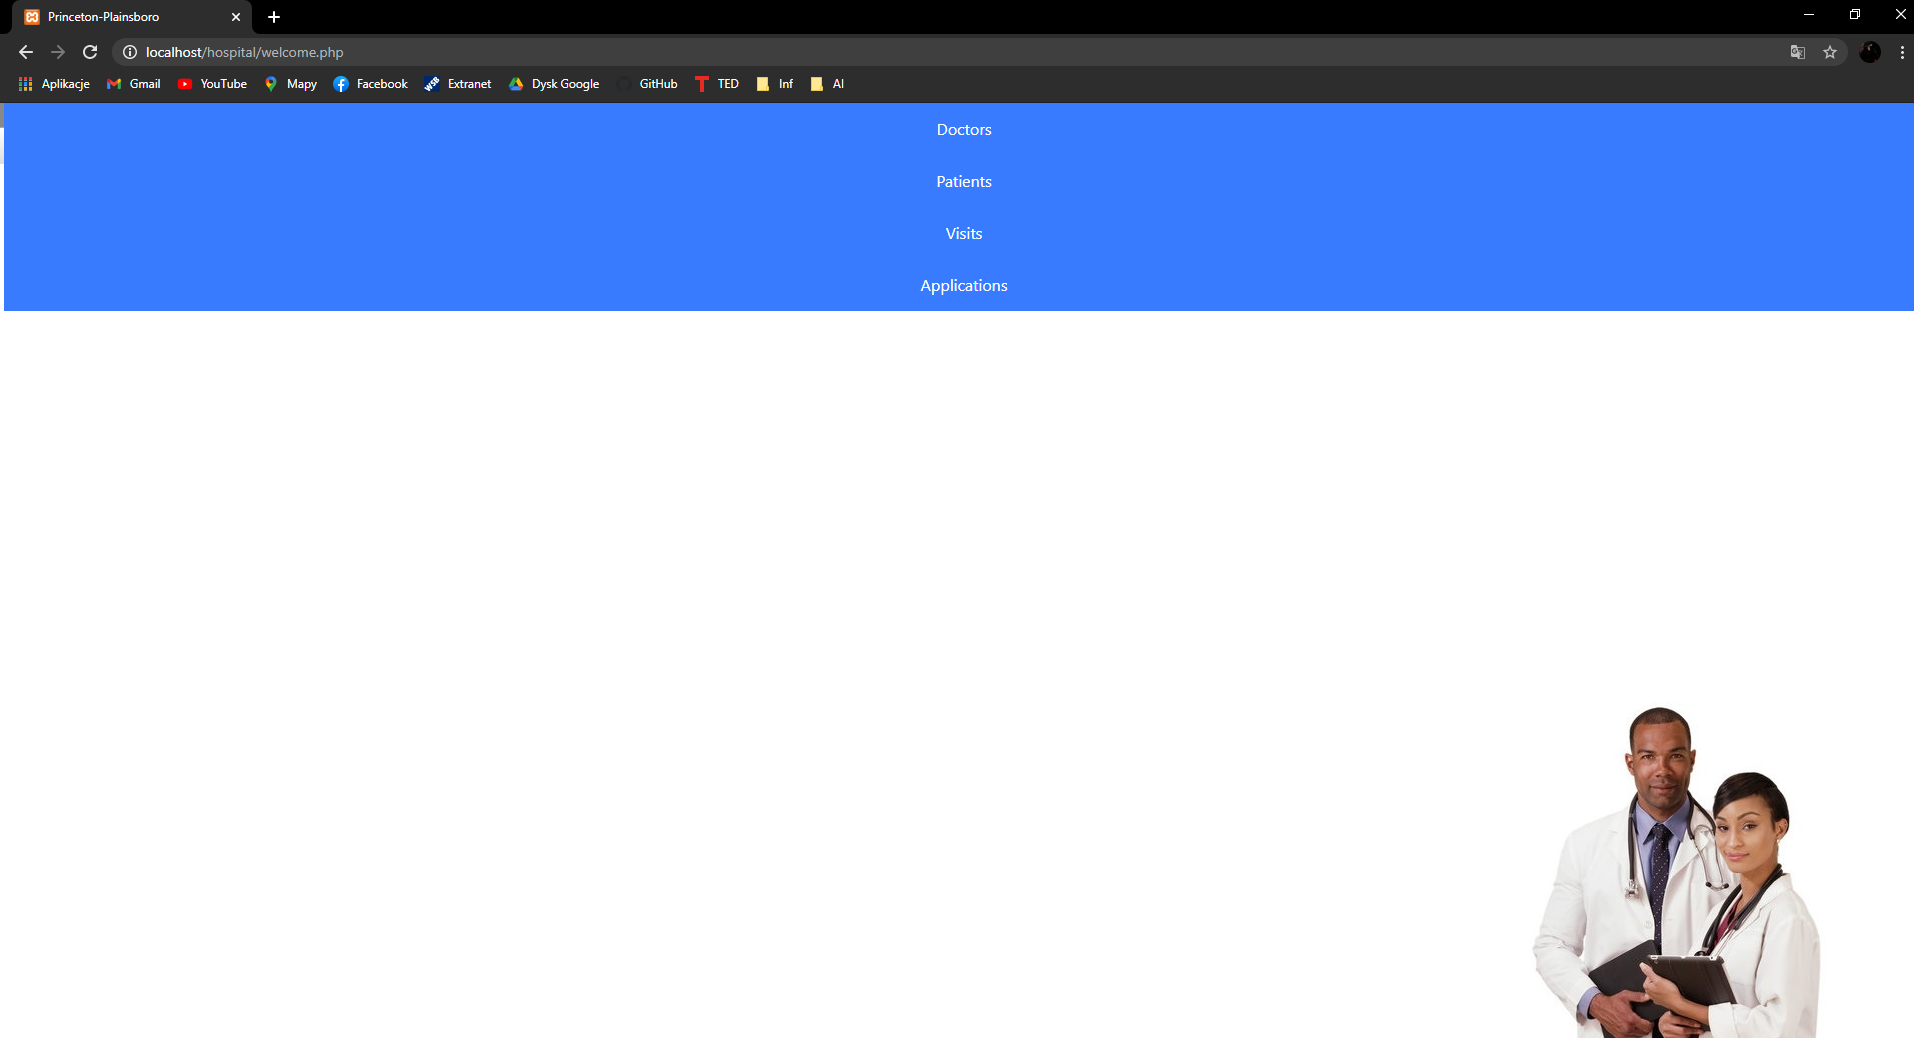 Princeton-Plainsboro
localhost/hospital/welcome.php
Aplikacje Gmail YouTube Mapy Facebook WSB Extranet Dysk Google GitHub TED Inf AI
Doctors
Patients
Visits
Applications